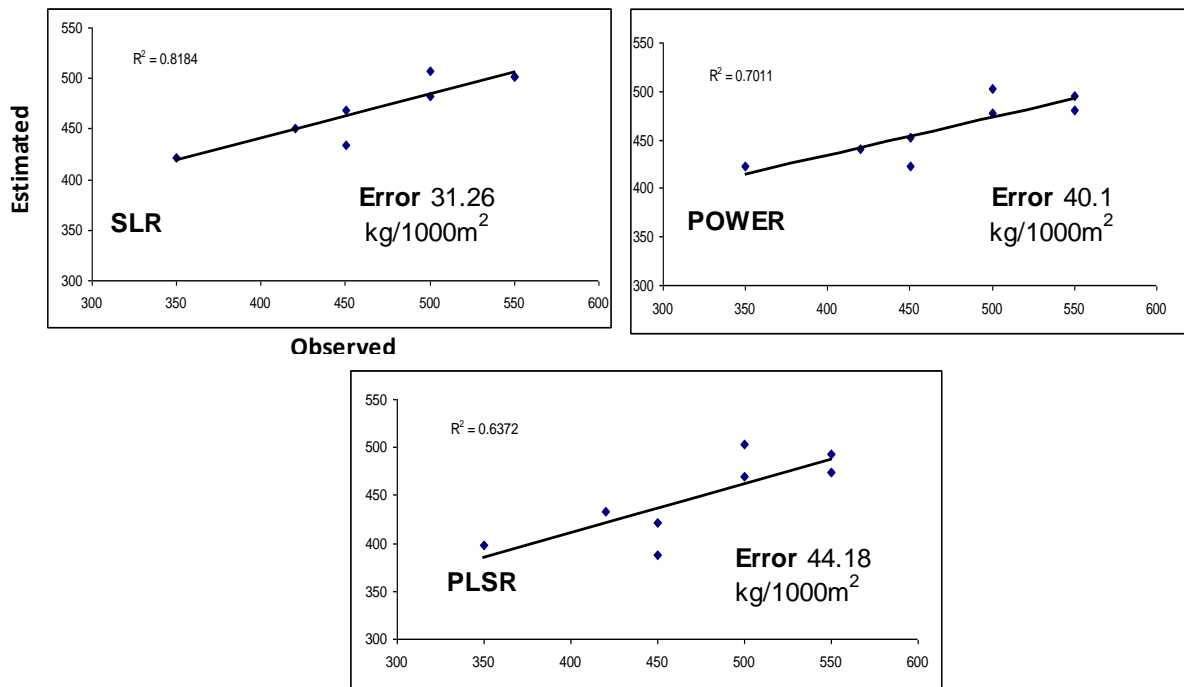 550
500
450
400
350
300
300 350 400 450 500 550 600
R² = 0.8184
Error 31.26
kg/1000m²
SLR
Estimated
Observed
550
500
450
400
350
300
300 350 400 450 500 550 600
R² = 0.7011
Error 40.1
kg/1000m²
POWER
550
500
450
400
350
300
300 350 400 450 500 550 600
R² = 0.6372
Error 44.18
kg/1000m²
PLSR